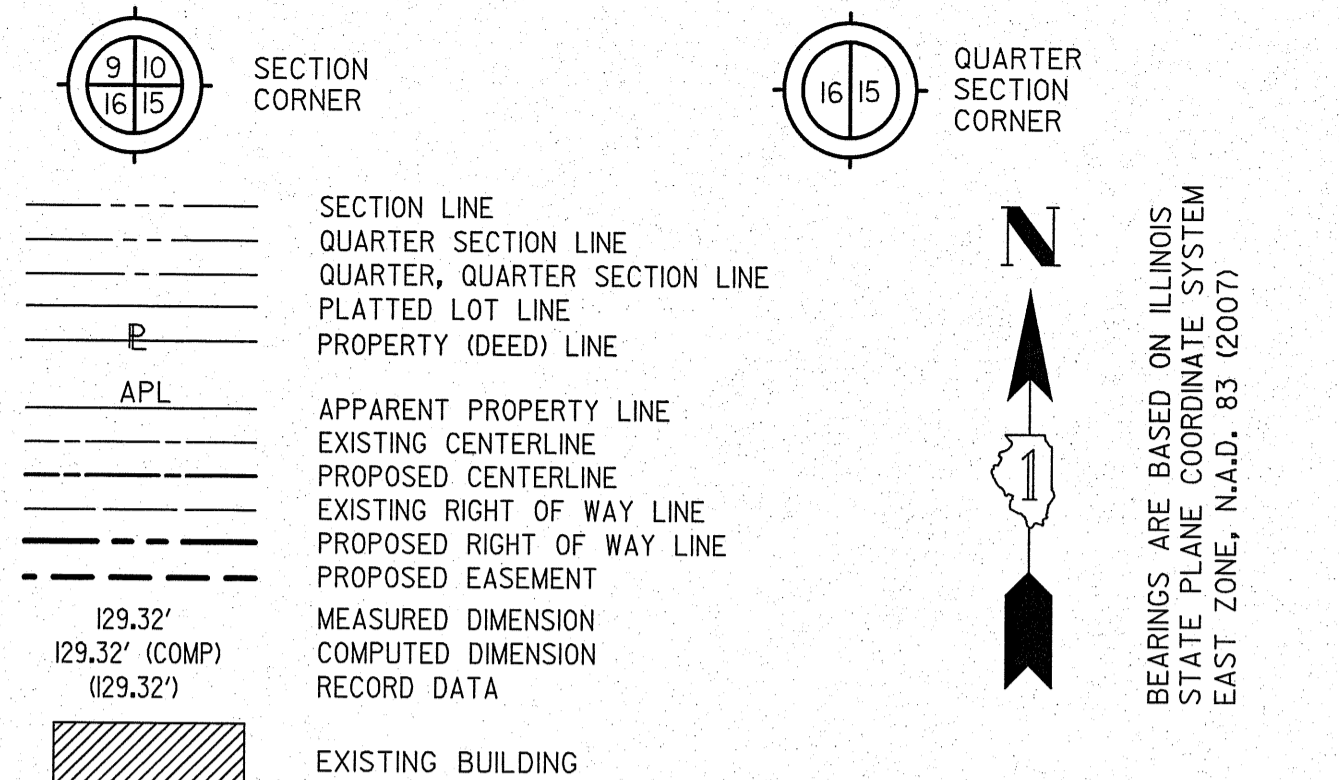 9 10
16 15
SECTION
CORNER
16 15
QUARTER
SECTION
CORNER
SECTION LINE
QUARTER SECTION LINE
QUARTER, QUARTER SECTION LINE
PLATTED LOT LINE
PL PROPERTY (DEED) LINE
APL APPARENT PROPERTY LINE
EXISTING CENTERLINE
PROPOSED CENTERLINE
EXISTING RIGHT OF WAY LINE
PROPOSED RIGHT OF WAY LINE
PROPOSED EASEMENT
129.32' MEASURED DIMENSION
129.32' (COMP) COMPUTED DIMENSION
(129.32') RECORD DATA
EXISTING BUILDING
N
1
BEARINGS ARE BASED ON ILLINOIS
STATE PLANE COORDINATE SYSTEM
EAST ZONE, N.A.D. 83 (2007)